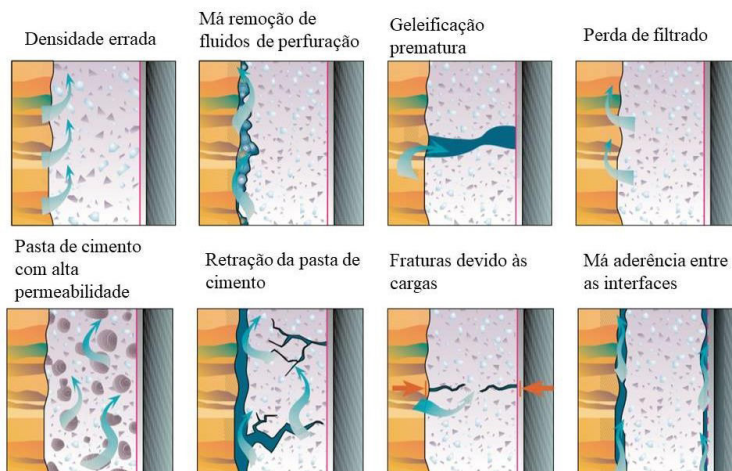 Densidade errada
Má remoção de
fluidos de perfuração
Geleificação
prematura
Perda de filtrado
Pasta de cimento
com alta
permeabilidade
Retração da pasta de
cimento
Fraturas devido às
cargas
Má aderência entre
as interfaces